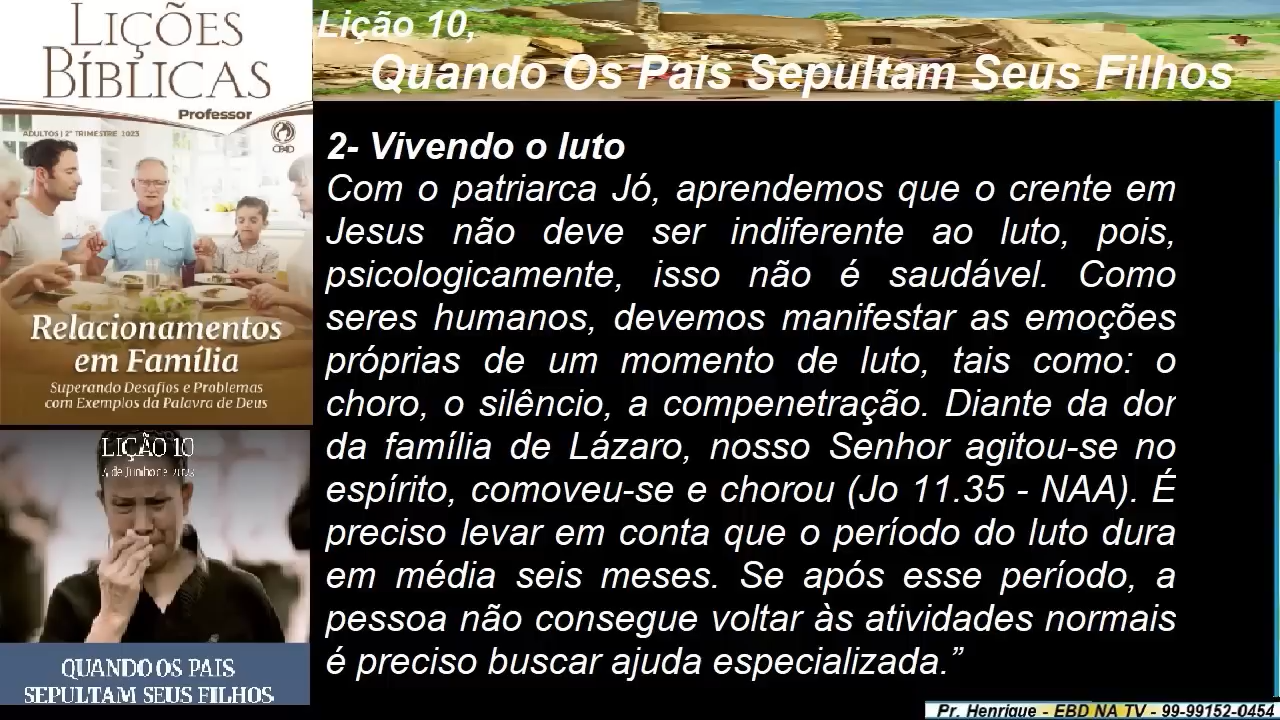 LIÇÕES
BÍBLICAS
Professor
ADULTOS | 2º TRIMESTRE 2023
CPAD
Relacionamentos
em Família
Superando Desafios e Problemas
com Exemplos da Palavra de Deus
LIÇÃO 10
de Junho
QUANDO OS PAIS
SEPULTAM SEUS FILHOS
Lição 10,
Quando Os Pais Sepultam Seus Filhos
2- Vivendo o luto
Com o patriarca Jó, aprendemos que o crente em
Jesus não deve ser indiferente ao luto, pois,
psicologicamente, isso não é saudável. Como
seres humanos, devemos manifestar as emoções
próprias de um momento de luto, tais como: o
choro, o silêncio, a compenetração. Diante da dor
da família de Lázaro, nosso Senhor agitou-se no
espírito, comoveu-se e chorou (Jo 11.35 - NAA). É
preciso levar em conta que o período do luto dura
em média seis meses. Se após esse período, a
pessoa não consegue voltar às atividades normais
é preciso buscar ajuda especializada.”
Pr. Henrique - EBD NA TV - 99-99152-0454